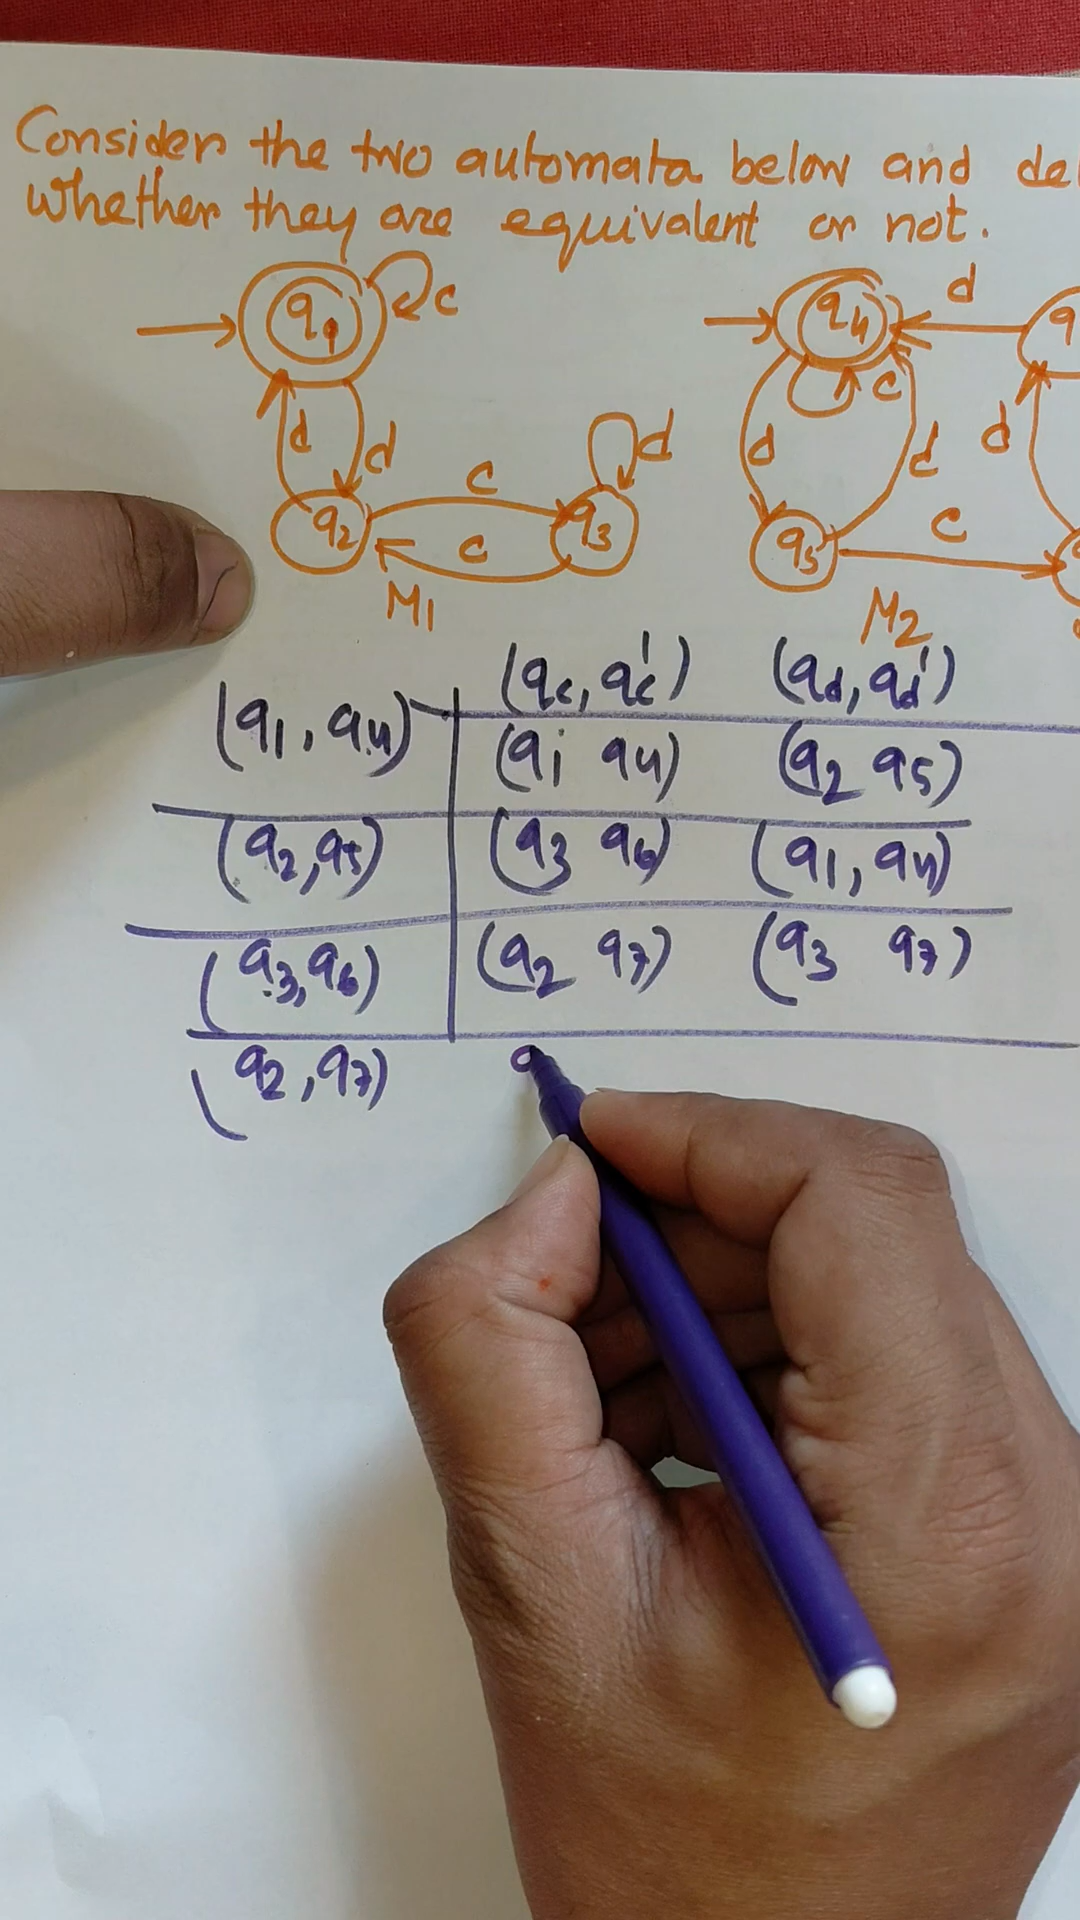 Consider the two automata below and de
whether they are equivalent or not.
q1 c q4 d q
d d c d d d
c d
q2 q3 q5 c
c
M1 M2
(qc, qc') (qd, qd')
(q1, q4) (q1 q4) (q2 q5)
(q2, q5) (q3 q6) (q1, q4)
(q3, q6) (q2 q7) (q3 q7)
(q2, q7) q